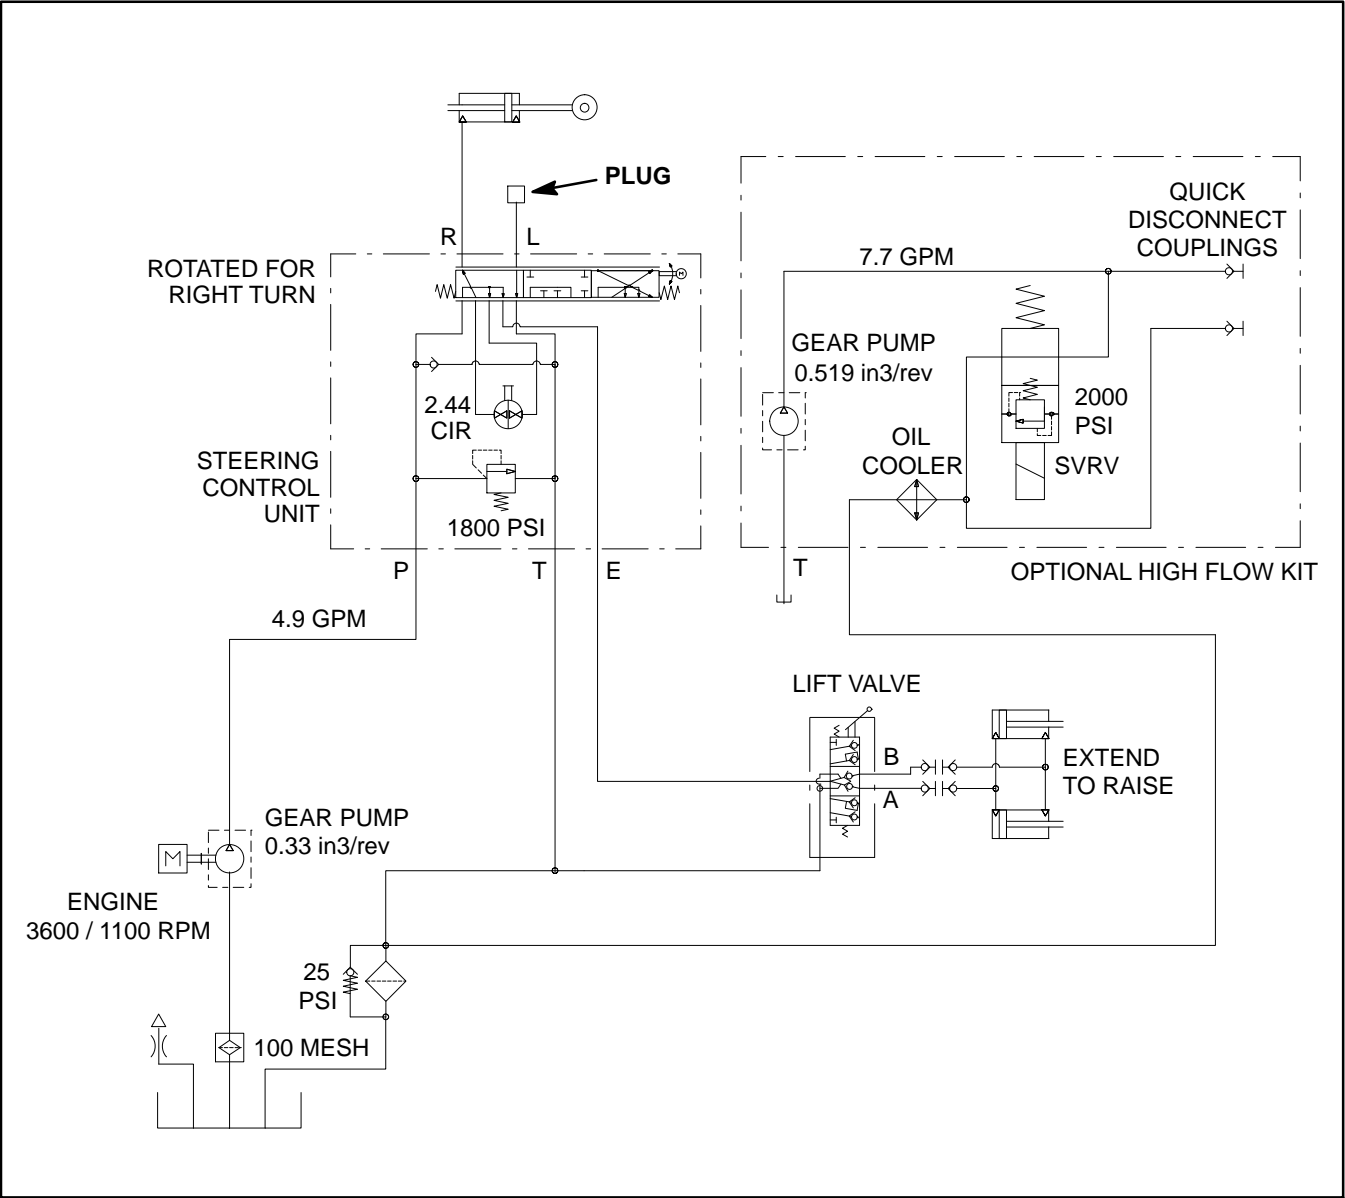 PLUG
R
L
ROTATED FOR
RIGHT TURN
M
2.44
CIR
STEERING
CONTROL
UNIT
1800 PSI
P
T
E
4.9 GPM
QUICK
DISCONNECT
COUPLINGS
7.7 GPM
GEAR PUMP
0.519 in3/rev
2000
PSI
OIL
COOLER
SVRV
T
OPTIONAL HIGH FLOW KIT
LIFT VALVE
B
A
EXTEND
TO RAISE
GEAR PUMP
0.33 in3/rev
M
ENGINE
3600 / 1100 RPM
25
PSI
100 MESH